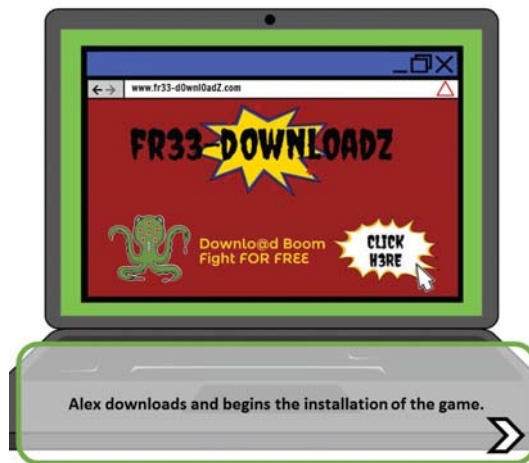 www.fr33-d0wnl0adZ.com
FR33-DOWNLOADZ
Downlo@d Boom
Fight FOR FREE
CLICK
H3RE
Alex downloads and begins the installation of the game.